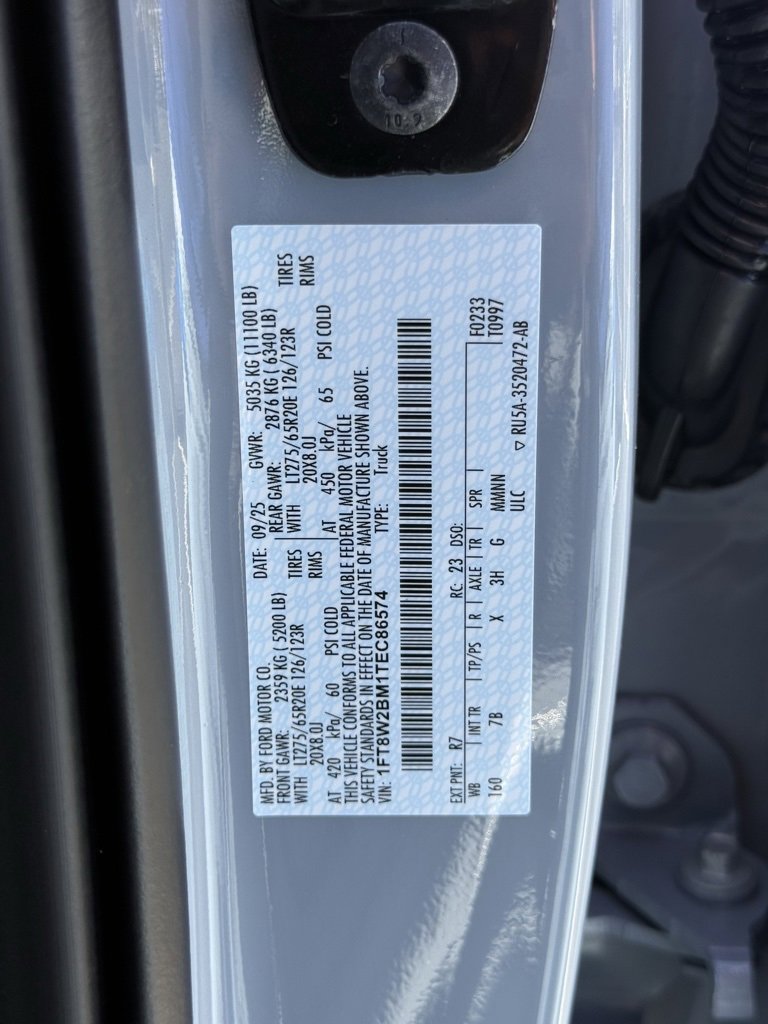 10.9
MFD. BY FORD MOTOR CO.
DATE: 09/25 GVWR: 5035 KG (11100 LB)
FRONT GAWR: 2359 KG ( 5200 LB) REAR GAWR: 2876 KG ( 6340 LB)
WITH LT275/65R20E 126/123R TIRES WITH LT275/65R20E 126/123R TIRES
20X8.0J RIMS 20X8.0J RIMS
AT 420 kPa/ 60 PSI COLD AT 450 kPa/ 65 PSI COLD
THIS VEHICLE CONFORMS TO ALL APPLICABLE FEDERAL MOTOR VEHICLE
SAFETY STANDARDS IN EFFECT ON THE DATE OF MANUFACTURE SHOWN ABOVE.
VIN: 1FT8W2BM1TEC86574 TYPE: Truck
EXT PNT: R7 RC: 23 DSO: F0233
WB INT TR TP/PS R AXLE TR SPR T0997
160 7B X 3H G MMNNN
ULC ▽ RU5A-3520472-AB